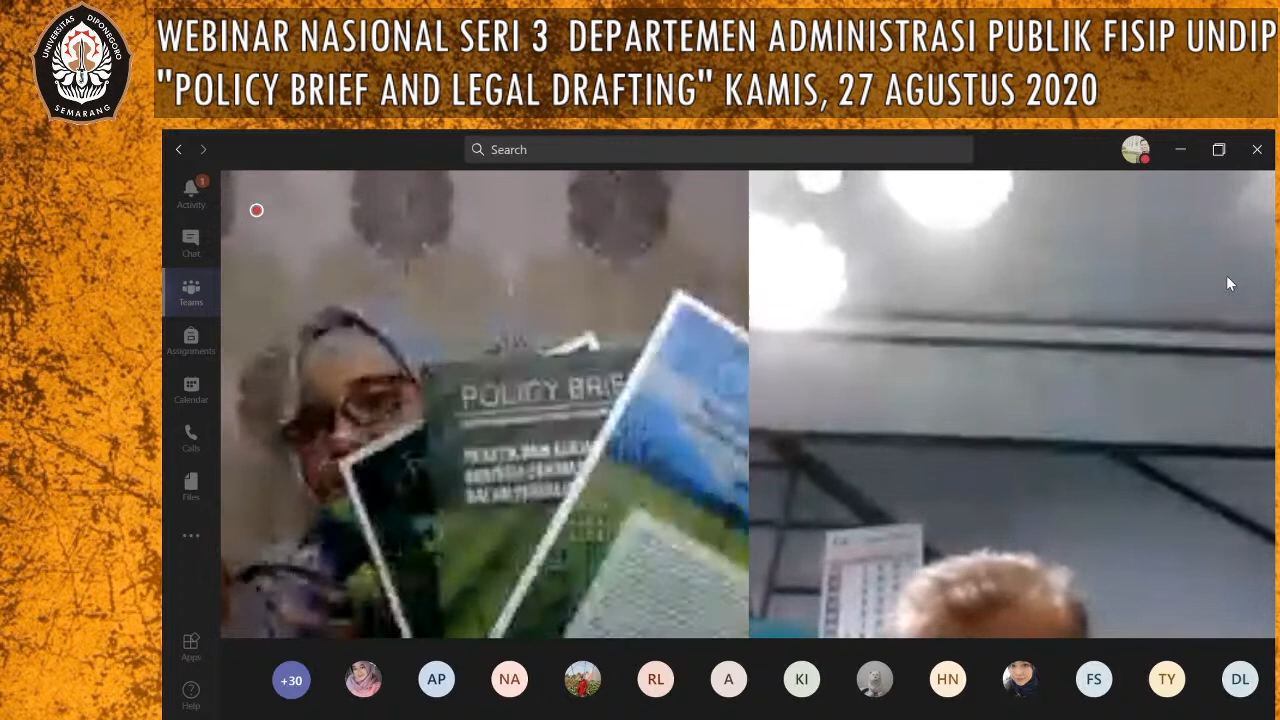 WEBINAR NASIONAL SERI 3 DEPARTEMEN ADMINISTRASI PUBLIK FISIP UNDIP
"POLICY BRIEF AND LEGAL DRAFTING" KAMIS, 27 AGUSTUS 2020
UNIVERSITAS DIPONEGORO
SEMARANG
Search
1
Activity
Chat
Teams
Assignments
Calendar
Calls
Files
Apps
Help
POLICY BRIE
+30
AP
NA
RL
A
KI
HN
FS
TY
DL